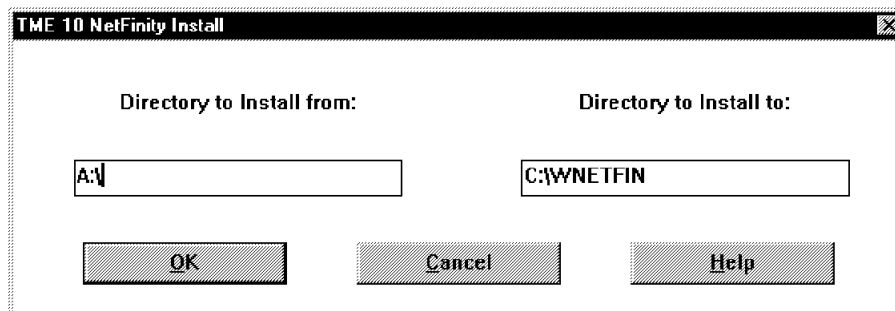 TME 10 NetFinity Install
Directory to Install from:
Directory to Install to:
A:\
C:\WNETFIN
OK
Cancel
Help